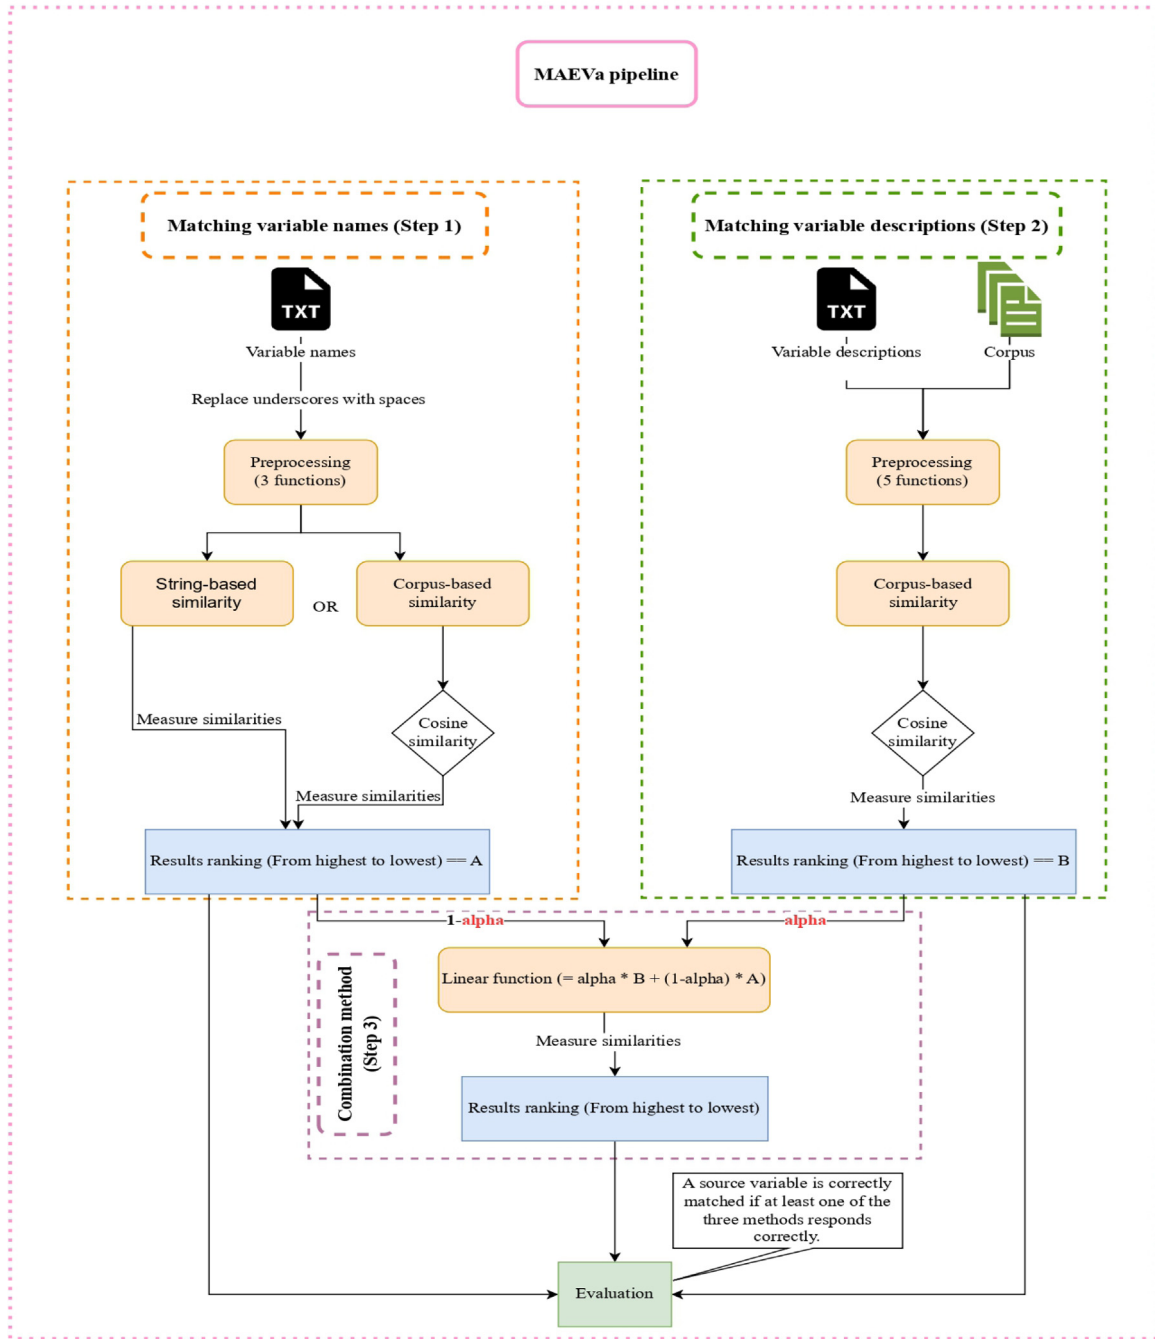 MAEVa pipeline
Matching variable names (Step 1)
TXT
Variable names
Replace underscores with spaces
Preprocessing
(3 functions)
String-based
similarity
OR
Corpus-based
similarity
Measure similarities
Cosine
similarity
Measure similarities
Results ranking (From highest to lowest) == A
Matching variable descriptions (Step 2)
TXT
Variable descriptions
Corpus
Preprocessing
(5 functions)
Corpus-based
similarity
Cosine
similarity
Measure similarities
Results ranking (From highest to lowest) == B
1-alpha
alpha
Combination method
(Step 3)
Linear function (= alpha * B + (1-alpha) * A)
Measure similarities
Results ranking (From highest to lowest)
A source variable is correctly
matched if at least one of the
three methods responds
correctly.
Evaluation